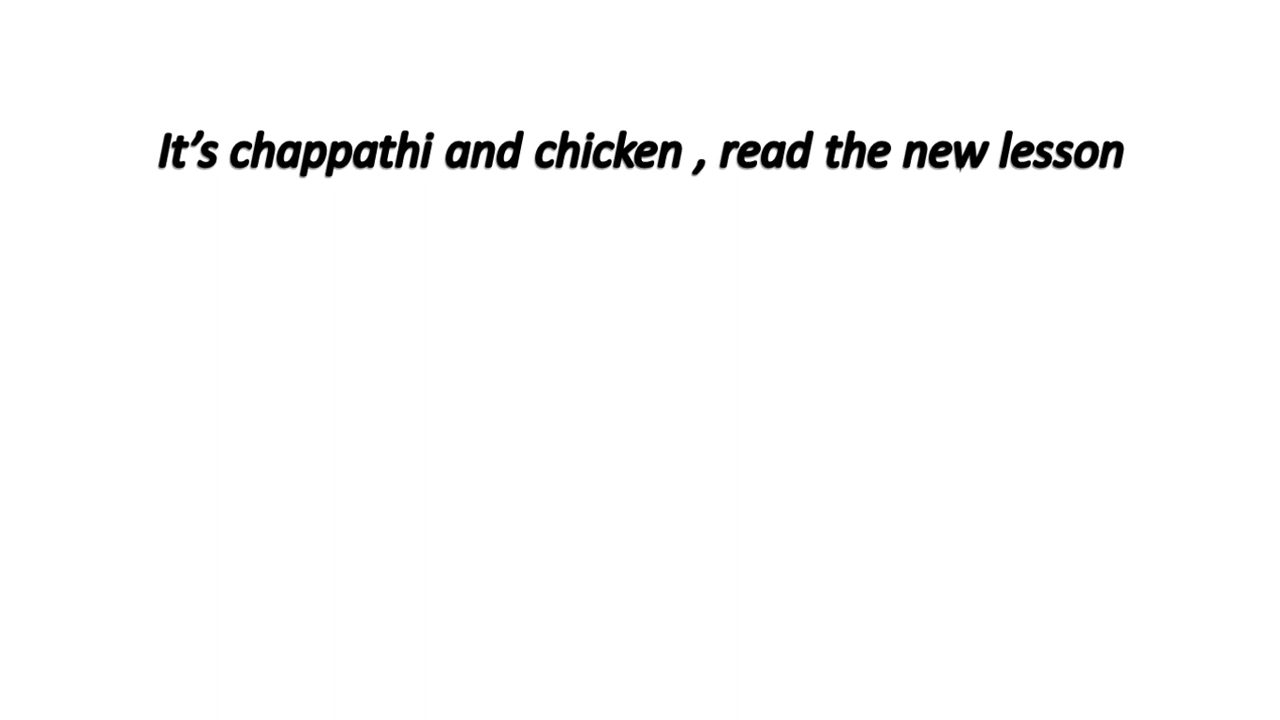 It’s chappathi and chicken , read the new lesson